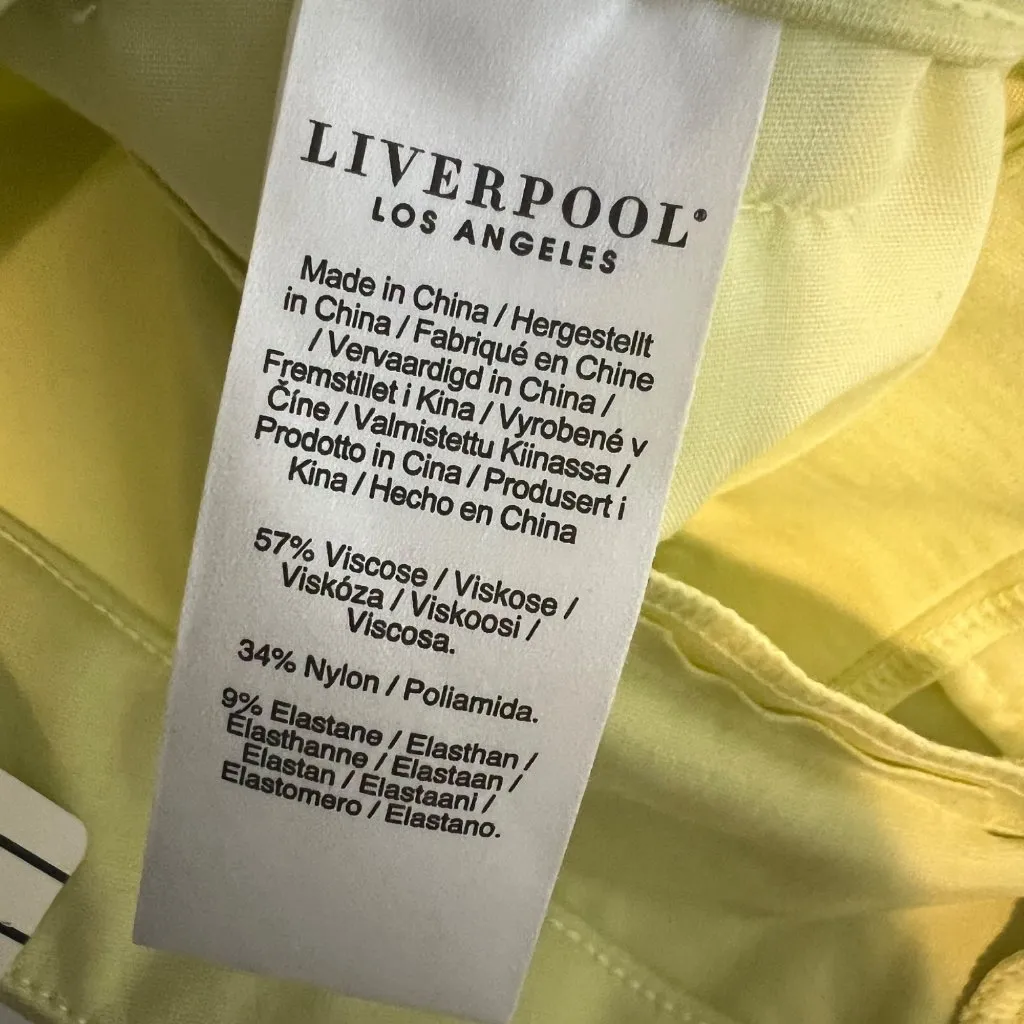 LIVERPOOL®
LOS ANGELES
Made in China / Hergestellt
in China / Fabriqué en Chine
/ Vervaardigd in China /
Fremstillet i Kina / Vyrobené v
Číne / Valmistettu Kiinassa /
Prodotto in Cina / Produsert i
Kina / Hecho en China
57% Viscose / Viskose /
Viskóza / Viskoosi /
Viscosa.
34% Nylon / Poliamida.
9% Elastane / Elasthan /
Élasthanne / Elastaan /
Elastan / Elastaani /
Elastomero / Elastano.